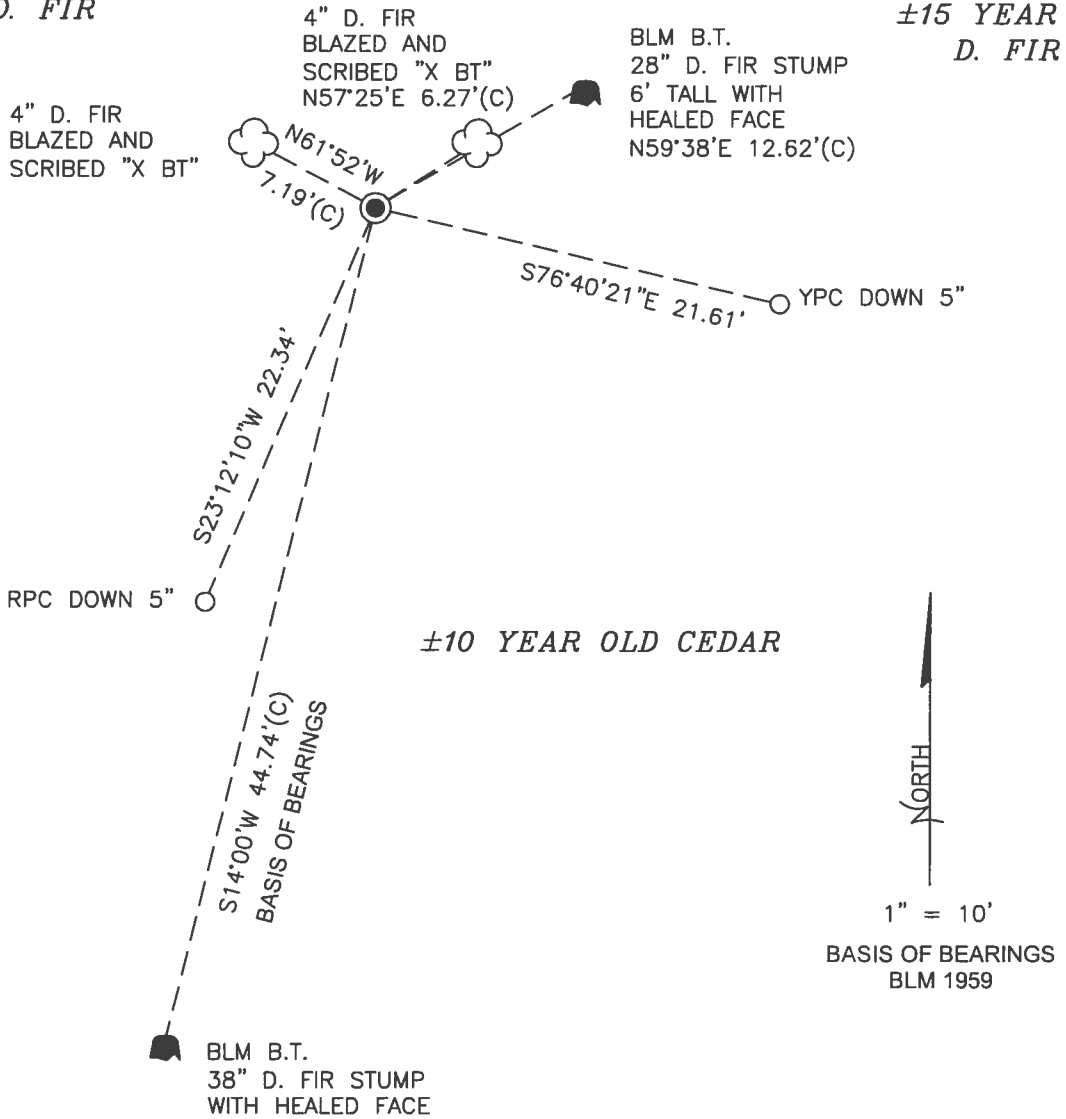 D. FIR
4" D. FIR
BLAZED AND
SCRIBED "X BT"
N57°25'E 6.27'(C)
±15 YEAR
D. FIR
BLM B.T.
28" D. FIR STUMP
6' TALL WITH
HEALED FACE
N59°38'E 12.62'(C)
4" D. FIR
BLAZED AND
SCRIBED "X BT"
N61°52'W
7.19'(C)
S76°40'21"E 21.61'
YPC DOWN 5"
S23°12'10"W 22.34'
RPC DOWN 5"
±10 YEAR OLD CEDAR
S14°00'W 44.74'(C)
BASIS OF BEARINGS
NORTH
1" = 10'
BASIS OF BEARINGS
BLM 1959
BLM B.T.
38" D. FIR STUMP
WITH HEALED FACE